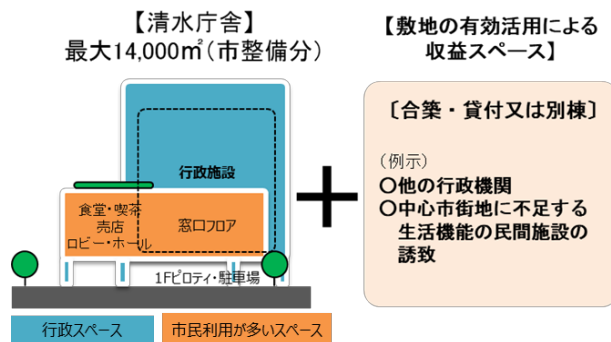 【清水庁舎】
最大14,000㎡(市整備分)
行政施設
食堂・喫茶
売店
ロビー・ホール
窓口フロア
1Fピロティ・駐車場
行政スペース
市民利用が多いスペース
+
【敷地の有効活用による
収益スペース】
〔合築・貸付又は別棟〕
(例示)
〇他の行政機関
〇中心市街地に不足する
生活機能の民間施設の
誘致